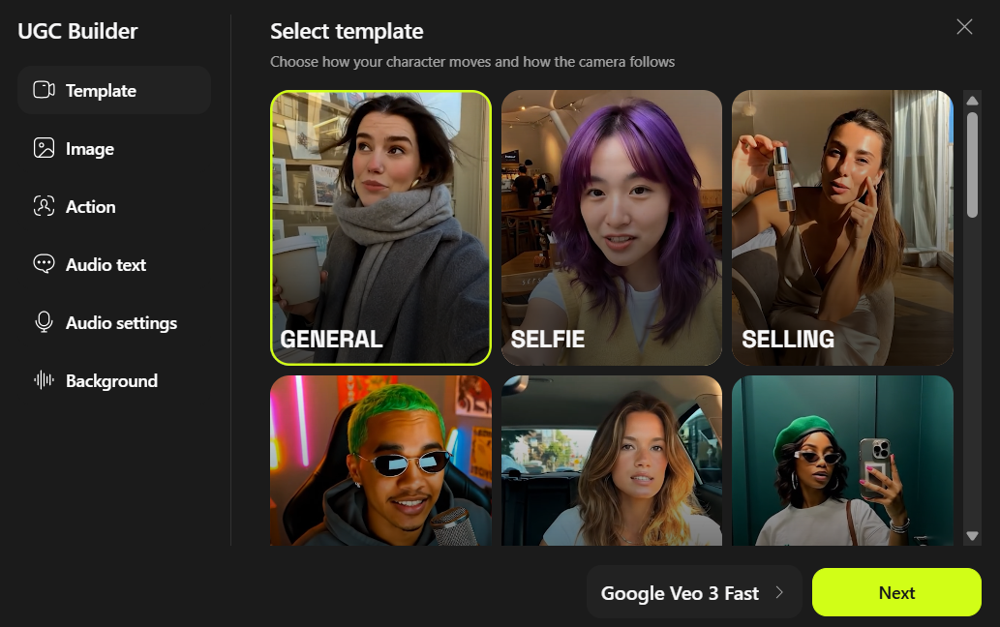 UGC Builder
Template
Image
Action
Audio text
Audio settings
Background
Select template
Choose how your character moves and how the camera follows
GENERAL
SELFIE
SELLING
Google Veo 3 Fast
Next